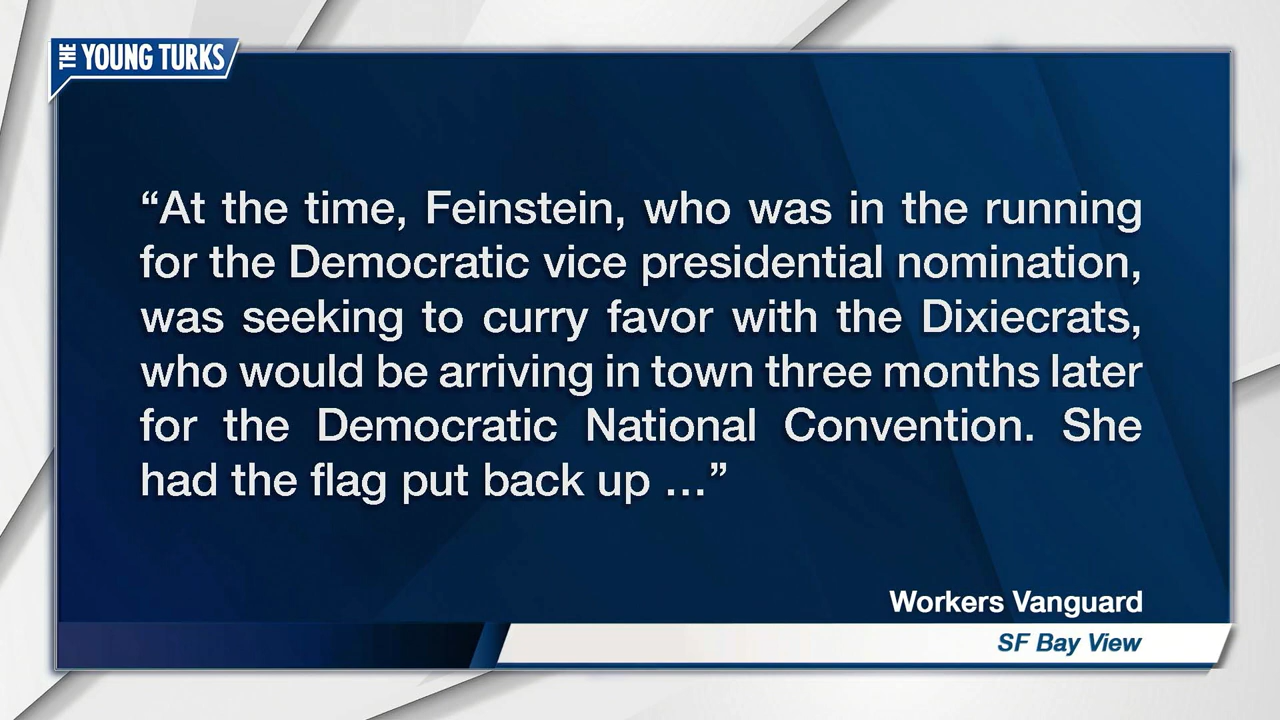 THE YOUNG TURKS
“At the time, Feinstein, who was in the running
for the Democratic vice presidential nomination,
was seeking to curry favor with the Dixiecrats,
who would be arriving in town three months later
for the Democratic National Convention. She
had the flag put back up ...”
Workers Vanguard
SF Bay View